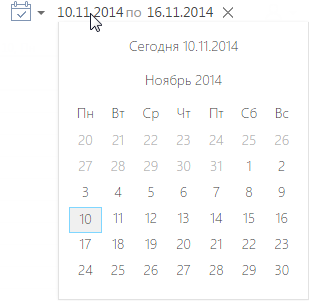 10.11.2014 по 16.11.2014
Сегодня 10.11.2014
Ноябрь 2014
Пн Вт Ср Чт Пт Сб Вс
20 21 22 23 24 25 26
27 28 29 30 31 1 2
3 4 5 6 7 8 9
10 11 12 13 14 15 16
17 18 19 20 21 22 23
24 25 26 27 28 29 30